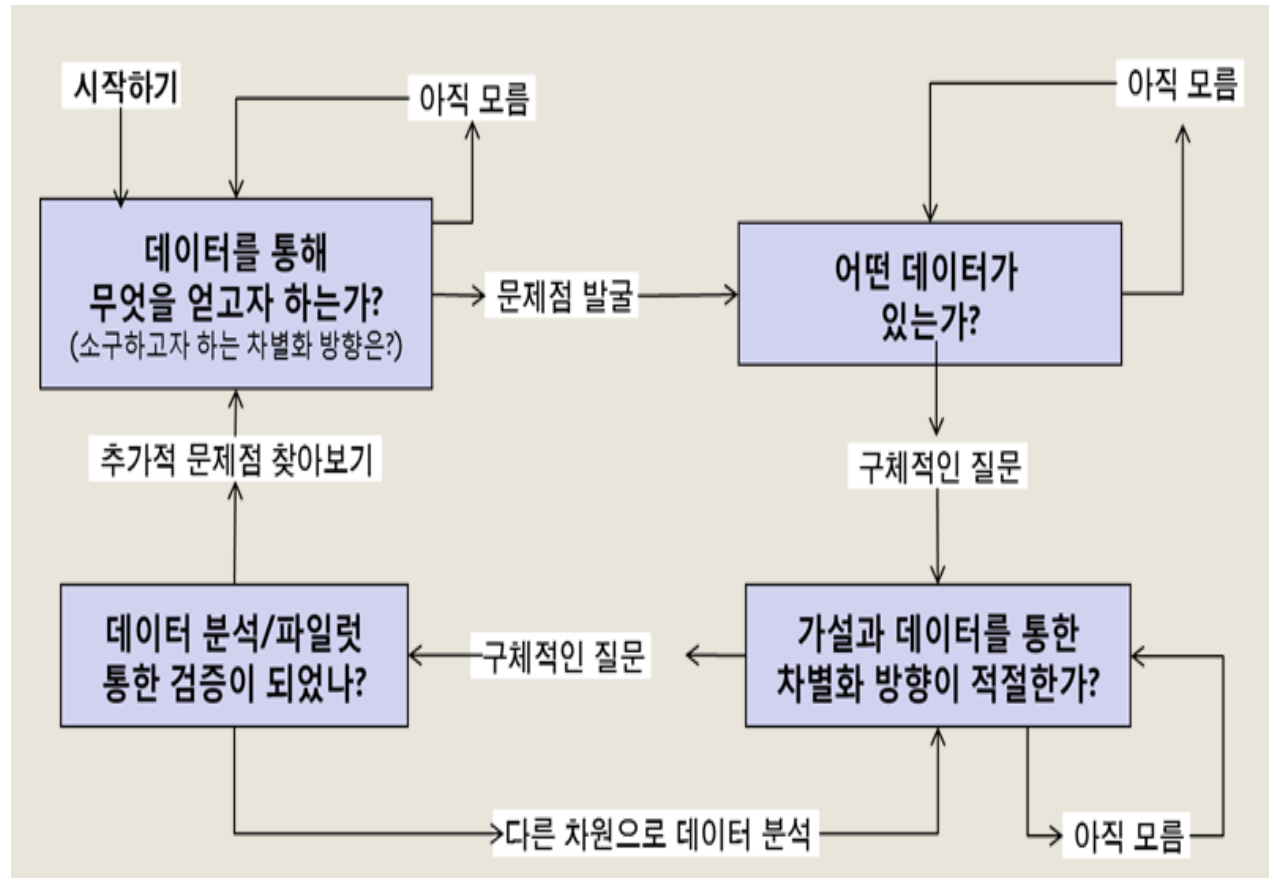 시작하기
아직 모름
아직 모름
데이터를 통해
무엇을 얻고자 하는가?
(소구하고자 하는 차별화 방향은?)
문제점 발굴
어떤 데이터가
있는가?
추가적 문제점 찾아보기
구체적인 질문
데이터 분석/파일럿
통한 검증이 되었나?
구체적인 질문
가설과 데이터를 통한
차별화 방향이 적절한가?
다른 차원으로 데이터 분석
아직 모름